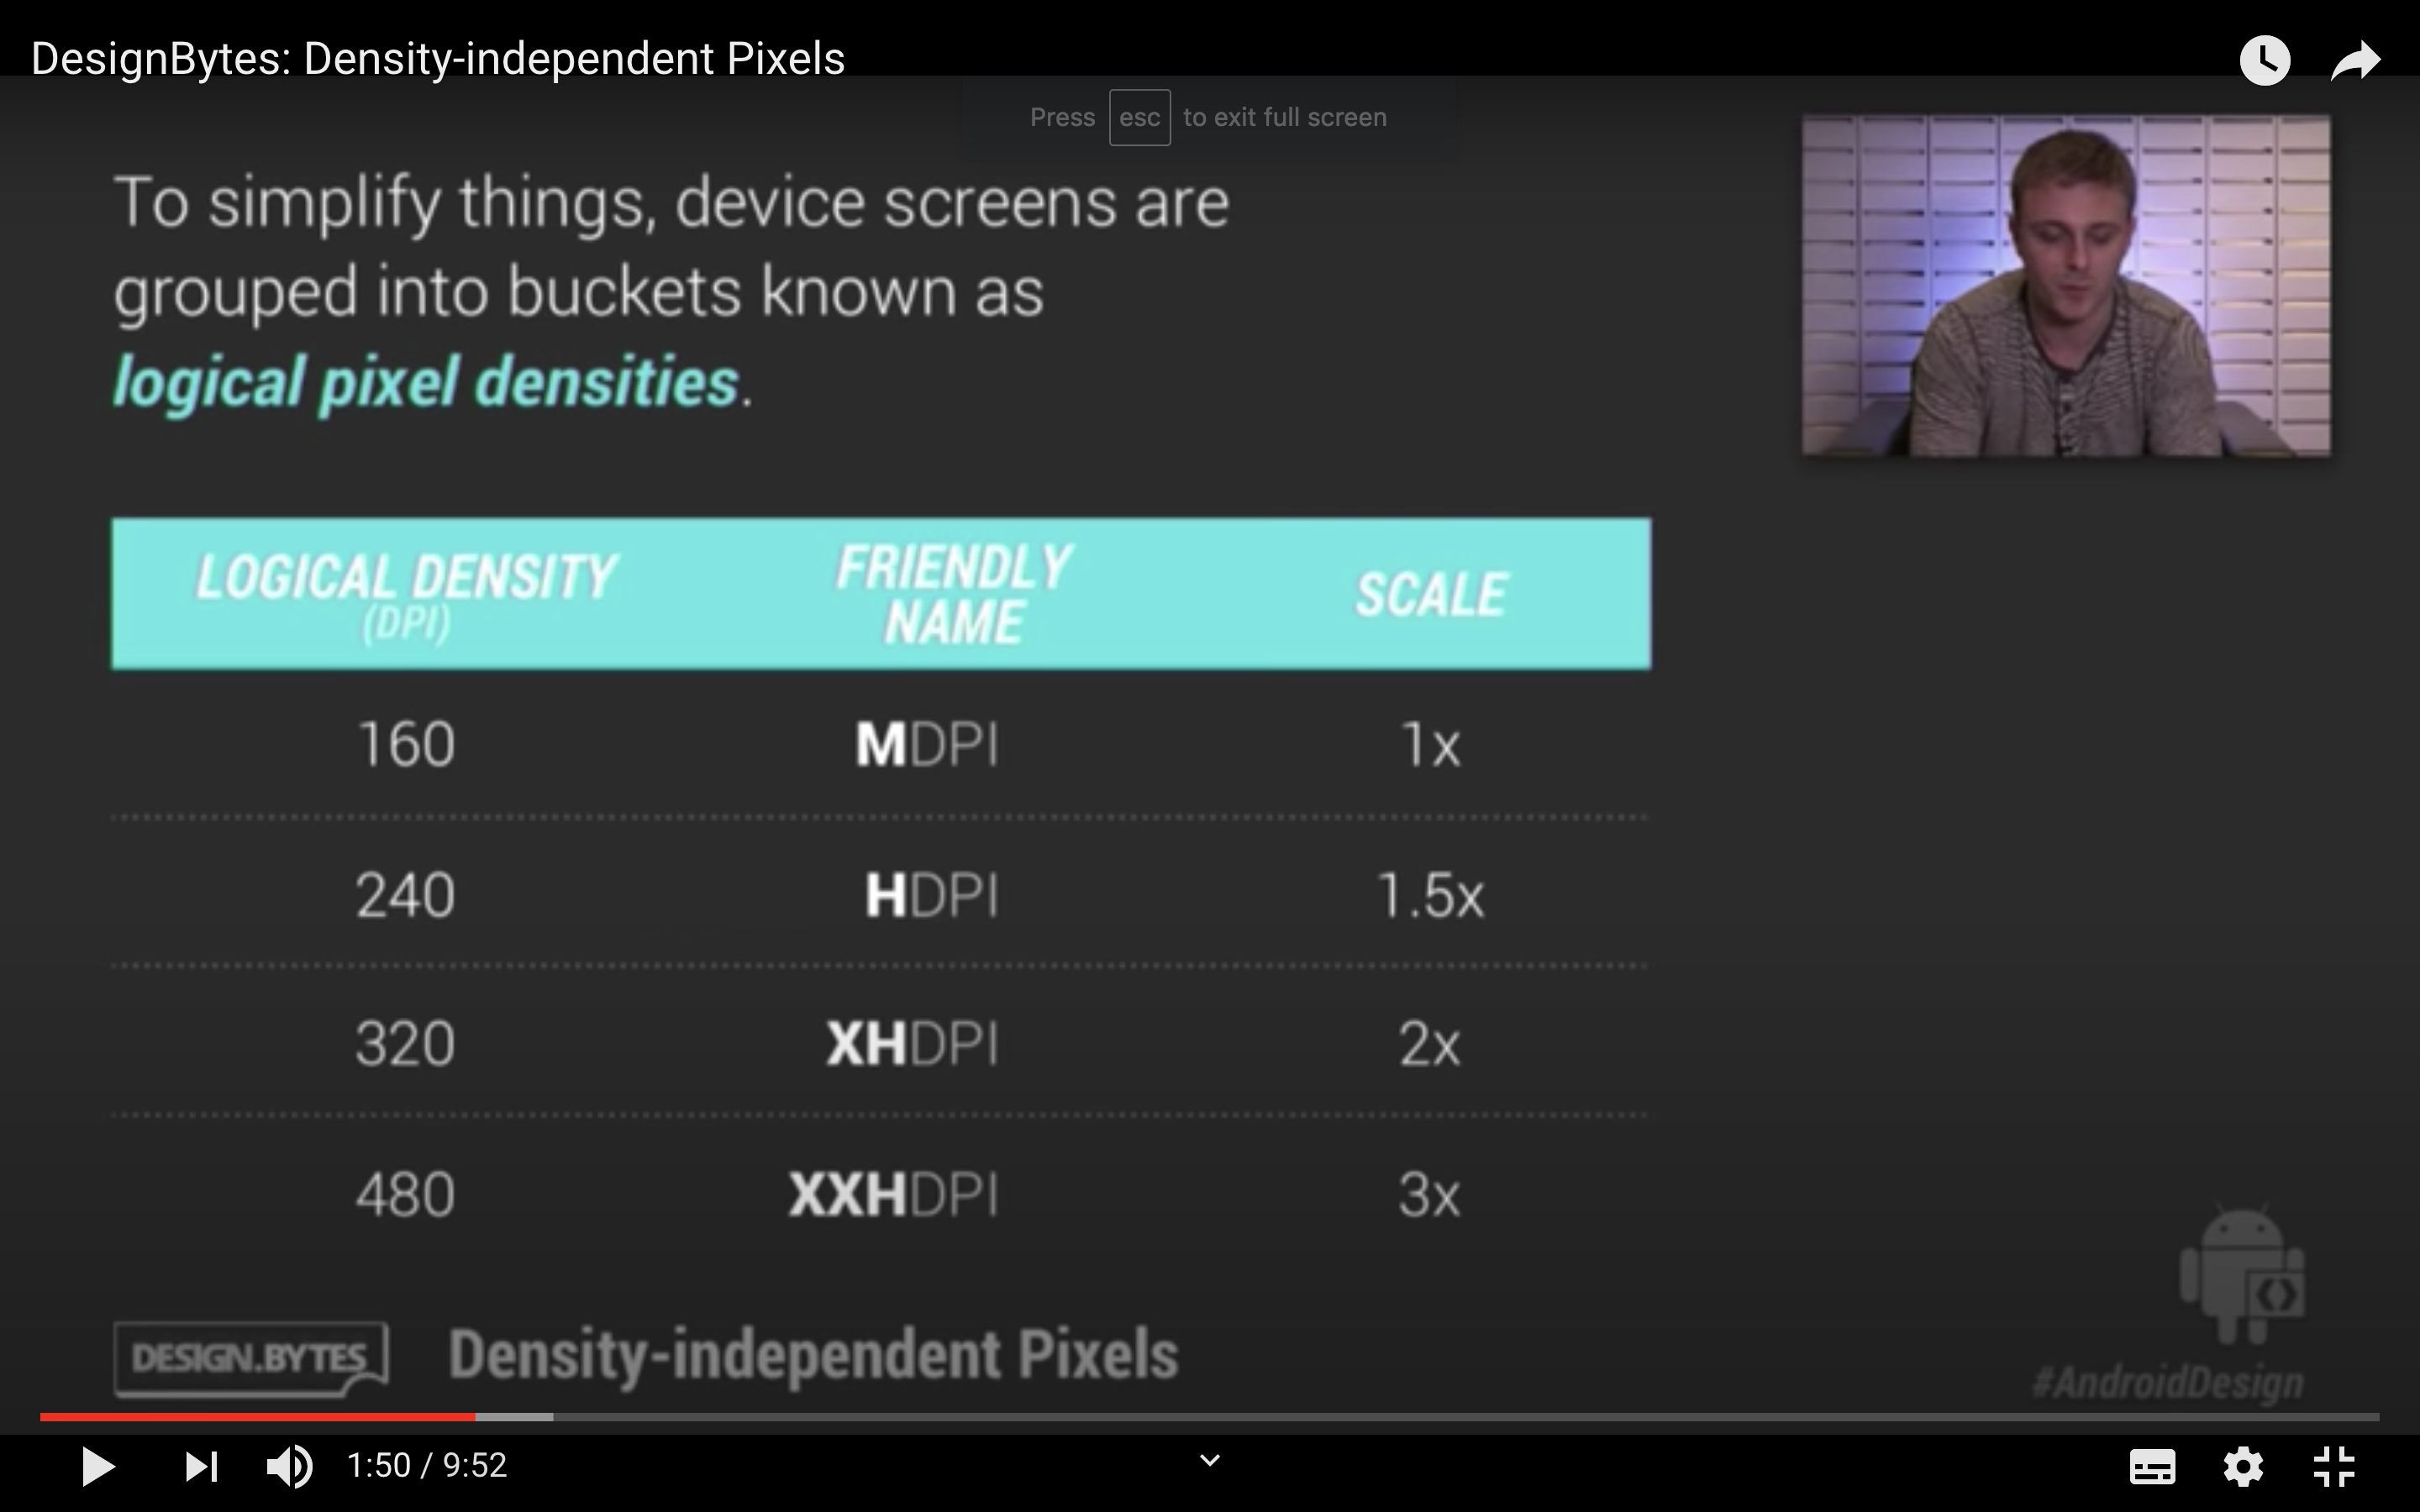 DesignBytes: Density-independent Pixels
Press esc to exit full screen
To simplify things, device screens are
grouped into buckets known as
logical pixel densities.
LOGICAL DENSITY
(DPI)
FRIENDLY
NAME
SCALE
160 MDPI 1x
240 HDPI 1.5x
320 XHDPI 2x
480 XXHDPI 3x
DESIGN.BYTES Density-independent Pixels
#AndroidDesign
1:50 / 9:52